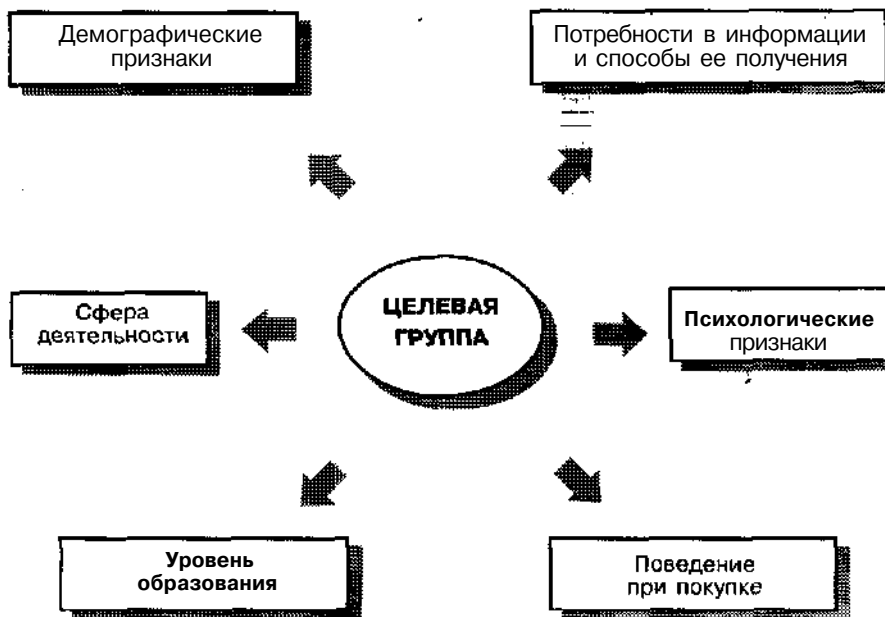 Демографические
признаки
Потребности в информации
и способы ее получения
Сфера
деятельности
ЦЕЛЕВАЯ
ГРУППА
Психологические
признаки
Уровень
образования
Поведение
при покупке